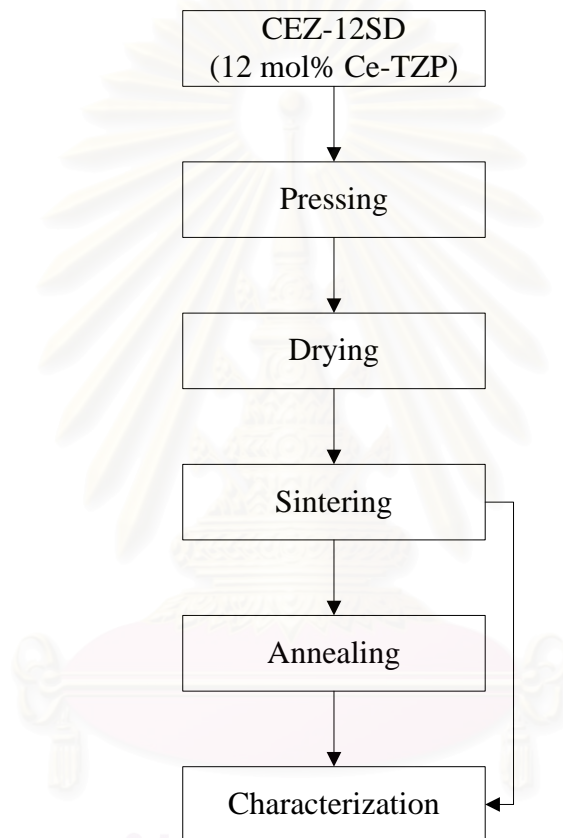 CEZ-12SD
(12 mol% Ce-TZP)
Pressing
Drying
Sintering
Annealing
Characterization